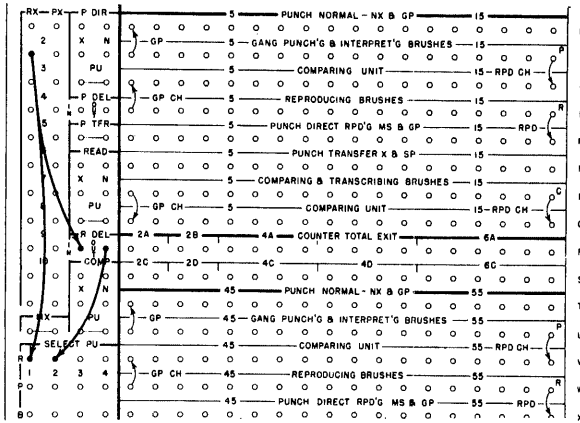 RX PX P DIR 5 PUNCH NORMAL - NX & GP 15
2 X N GP 5 GANG PUNCH'G & INTERPRET'G BRUSHES 15 P
3 PU 5 COMPARING UNIT 15 RPD CH
4 P DEL GP CH 5 REPRODUCING BRUSHES 15 R
5 P TFR 5 PUNCH DIRECT RPD'G MS & GP 15 RPD
READ 5 PUNCH TRANSFER X & SP 15
7 X N 5 COMPARING & TRANSCRIBING BRUSHES 15 C
8 PU GP CH 5 COMPARING UNIT 15 RPD CH
9 R DEL 2A 2B 4A COUNTER TOTAL EXIT 6A
10 COMP 2C 2D 4C 4D 6C
X N 45 PUNCH NORMAL - NX & GP 55
NX PU GP 45 GANG PUNCH'G & INTERPRET'G BRUSHES 55 P
SELECT PU 45 COMPARING UNIT 55 RPD CH
R
1 2 3 4 GP CH 45 REPRODUCING BRUSHES 55 R
P
45 PUNCH DIRECT RPD'G MS & GP 55 RPD
B